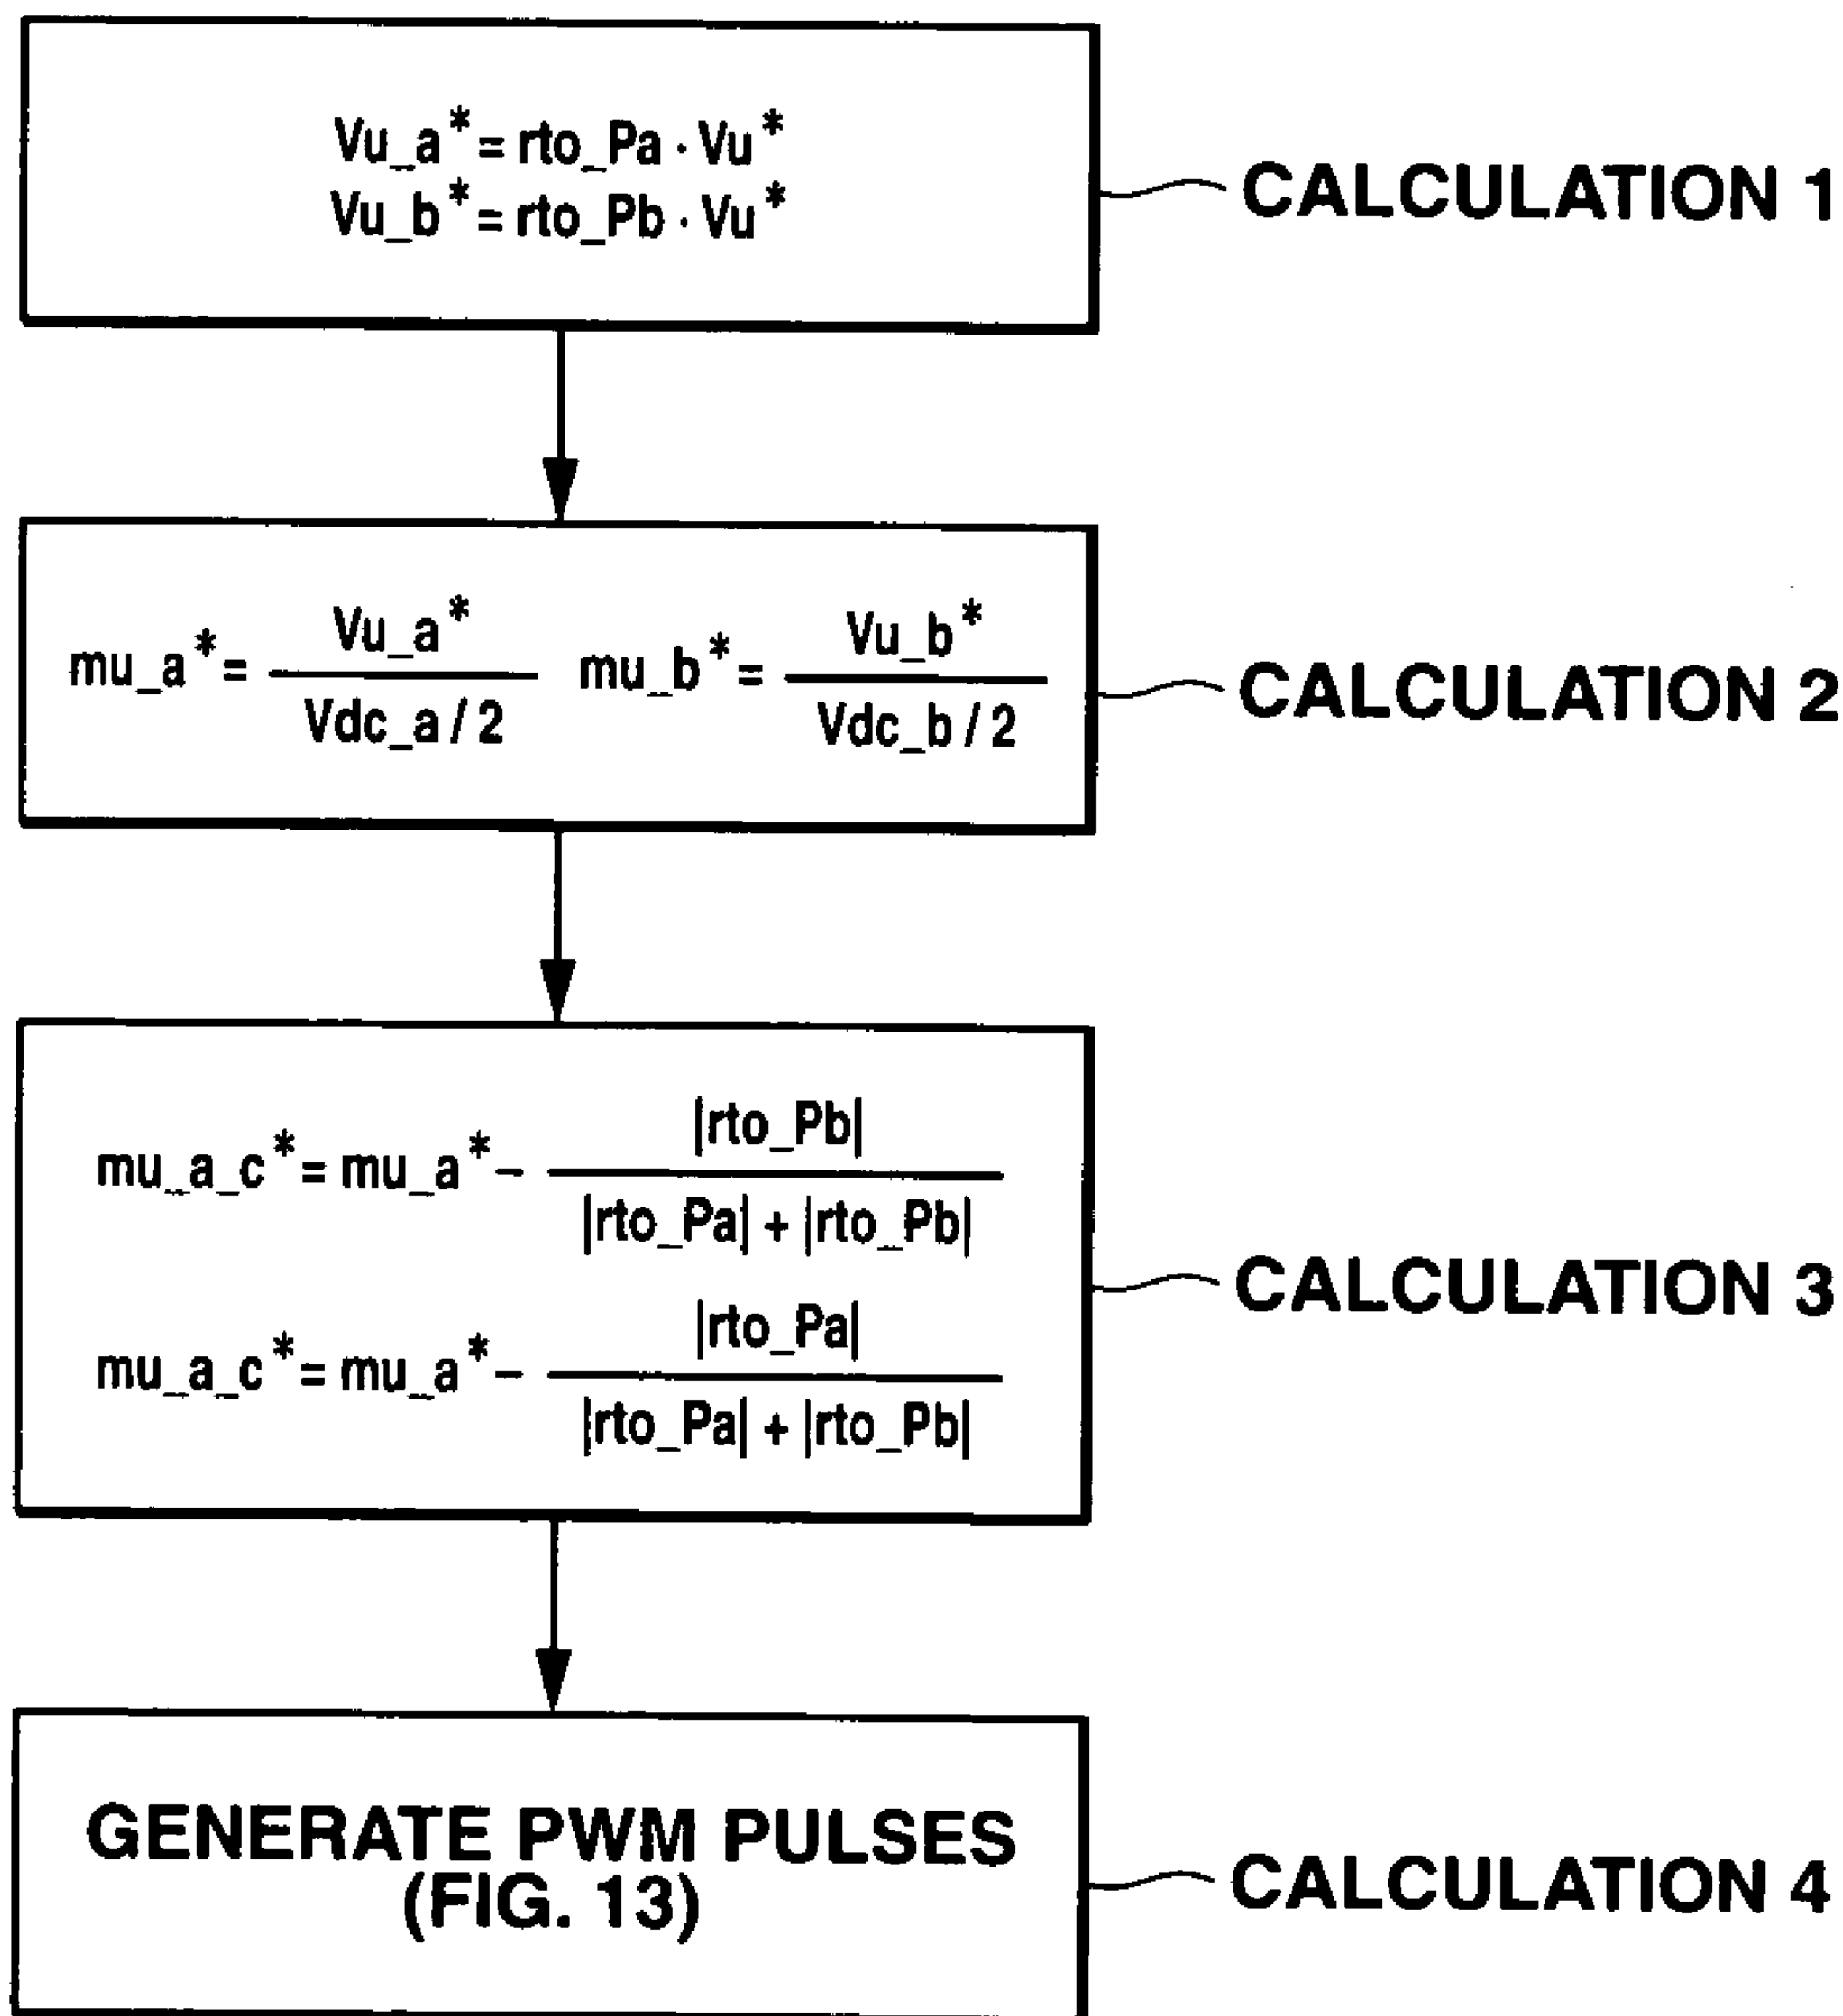 Vu_a* = rto_Pa · Vu*
Vu_b* = rto_Pb · Vu*
CALCULATION 1
mu_a* = Vu_a* / (Vdc_a / 2) mu_b* = Vu_b* / (Vdc_b / 2)
CALCULATION 2
mu_a_c* = mu_a* − |rto_Pb| / (|rto_Pa| + |rto_Pb|)
mu_a_c* = mu_a* − |rto_Pa| / (|rto_Pa| + |rto_Pb|)
CALCULATION 3
GENERATE PWM PULSES
(FIG. 13)
CALCULATION 4